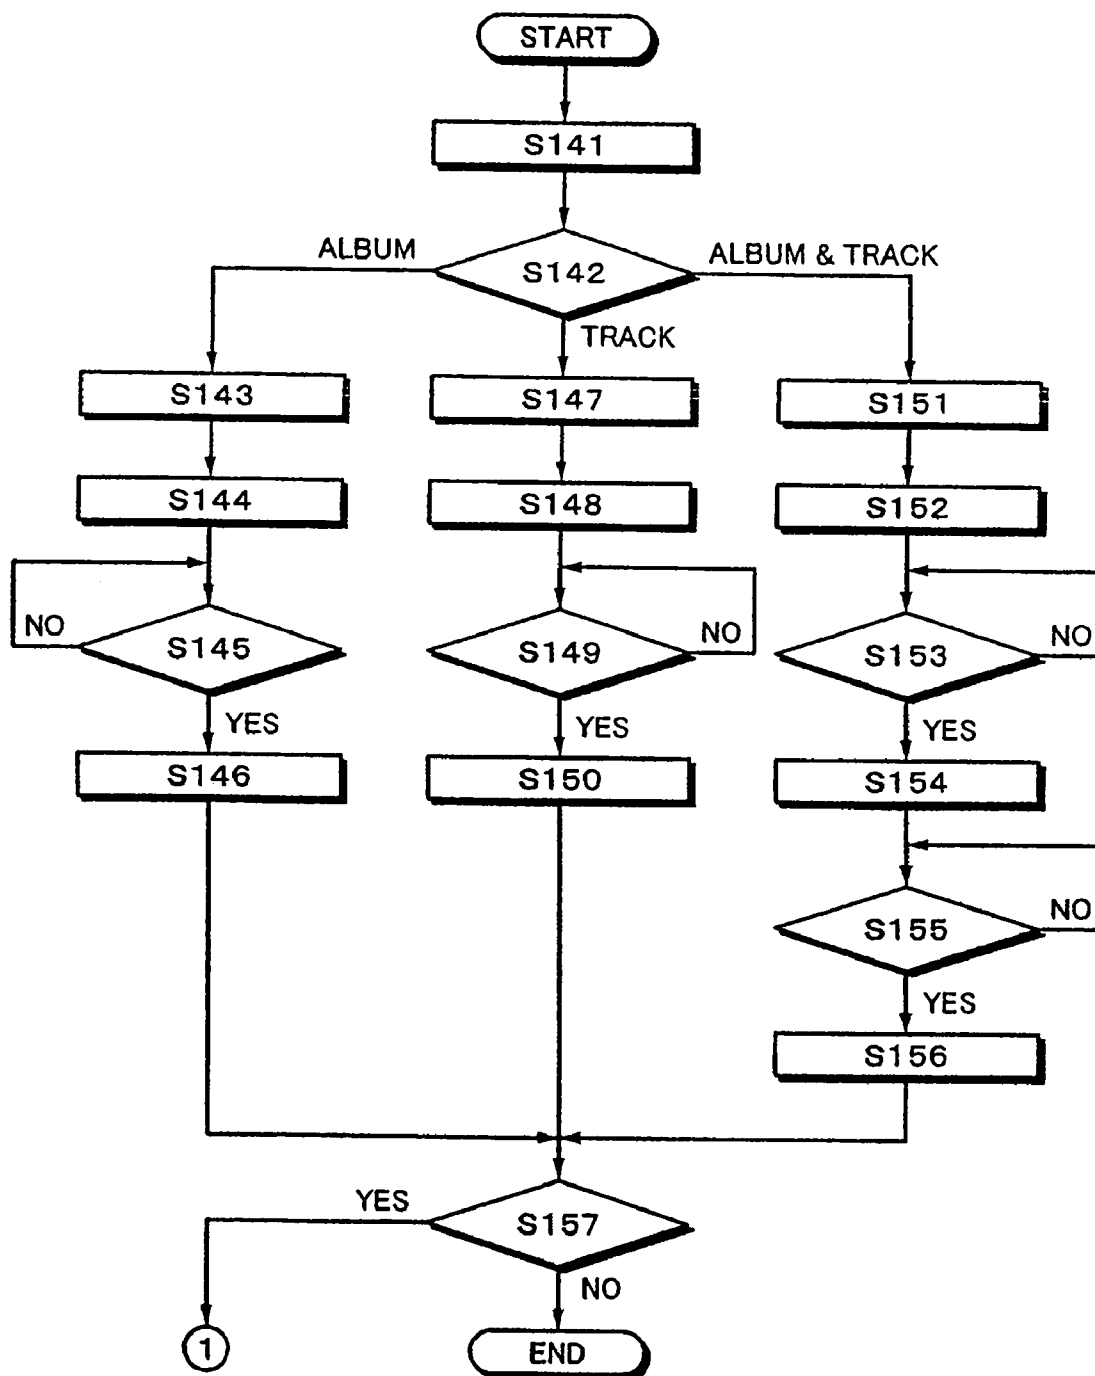 START
S141
S142
ALBUM
ALBUM & TRACK
TRACK
S143
S147
S151
S144
S148
S152
NO
S145
S149
NO
S153
NO
YES
YES
YES
S146
S150
S154
S155
NO
YES
S156
YES
S157
NO
1
END